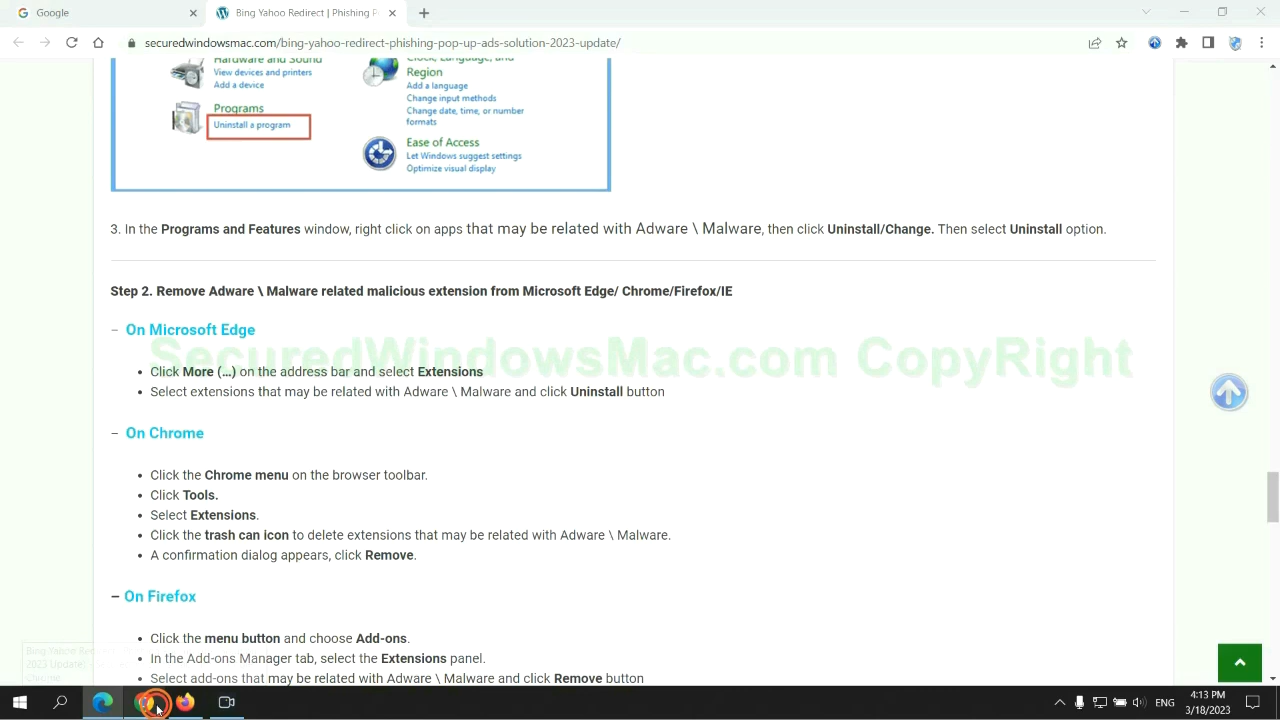 Google
Bing Yahoo Redirect | Phishing P
securedwindowsmac.com/bing-yahoo-redirect-phishing-pop-up-ads-solution-2023-update/
Hardware and Sound
View devices and printers
Add a device
Programs
Uninstall a program
Clock, Language, and
Region
Add a language
Change input methods
Change date, time, or number
formats
Ease of Access
Let Windows suggest settings
Optimize visual display
3. In the Programs and Features window, right click on apps that may be related with Adware \ Malware, then click Uninstall/Change. Then select Uninstall option.
Step 2. Remove Adware \ Malware related malicious extension from Microsoft Edge/ Chrome/Firefox/IE
– On Microsoft Edge
SecuredWindowsMac.com CopyRight
• Click More (…) on the address bar and select Extensions
• Select extensions that may be related with Adware \ Malware and click Uninstall button
– On Chrome
• Click the Chrome menu on the browser toolbar.
• Click Tools.
• Select Extensions.
• Click the trash can icon to delete extensions that may be related with Adware \ Malware.
• A confirmation dialog appears, click Remove.
– On Firefox
• Click the menu button and choose Add-ons.
• In the Add-ons Manager tab, select the Extensions panel.
• Select add-ons that may be related with Adware \ Malware and click Remove button
Bing Yahoo Redirect
2023 Update
Chrome
ENG
4:13 PM
3/18/2023